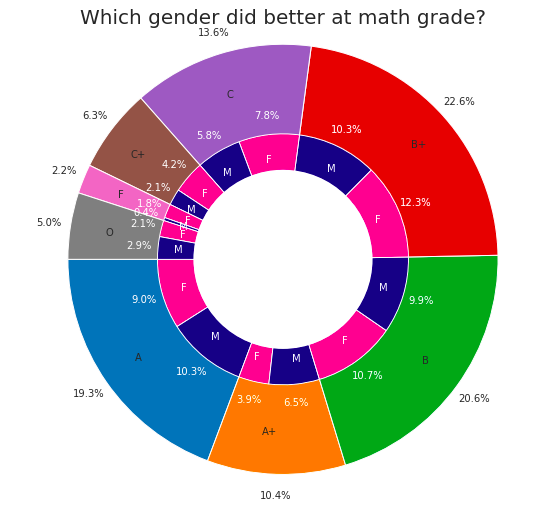 Which gender did better at math grade?
13.6%
C
7.8%
5.8%
M
F
22.6%
B+
10.3%
12.3%
M
F
20.6%
B
9.9%
10.7%
M
F
10.4%
A+
6.5%
3.9%
M
F
19.3%
A
10.3%
9.0%
M
F
5.0%
O
2.9%
2.1%
M
F
2.2%
F
0.4%
1.8%
M
F
6.3%
C+
2.1%
4.2%
M
F